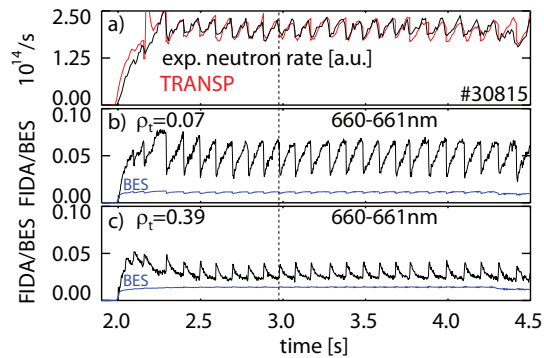 a)
2.50
1.25
0.00
10¹⁴/s
exp. neutron rate [a.u.]
TRANSP
#30815
b) ρt=0.07 660-661nm
0.10
0.05
0.00
FIDA/BES
BES
c) ρt=0.39 660-661nm
0.10
0.05
0.00
FIDA/BES
BES
2.0 2.5 3.0 3.5 4.0 4.5
time [s]